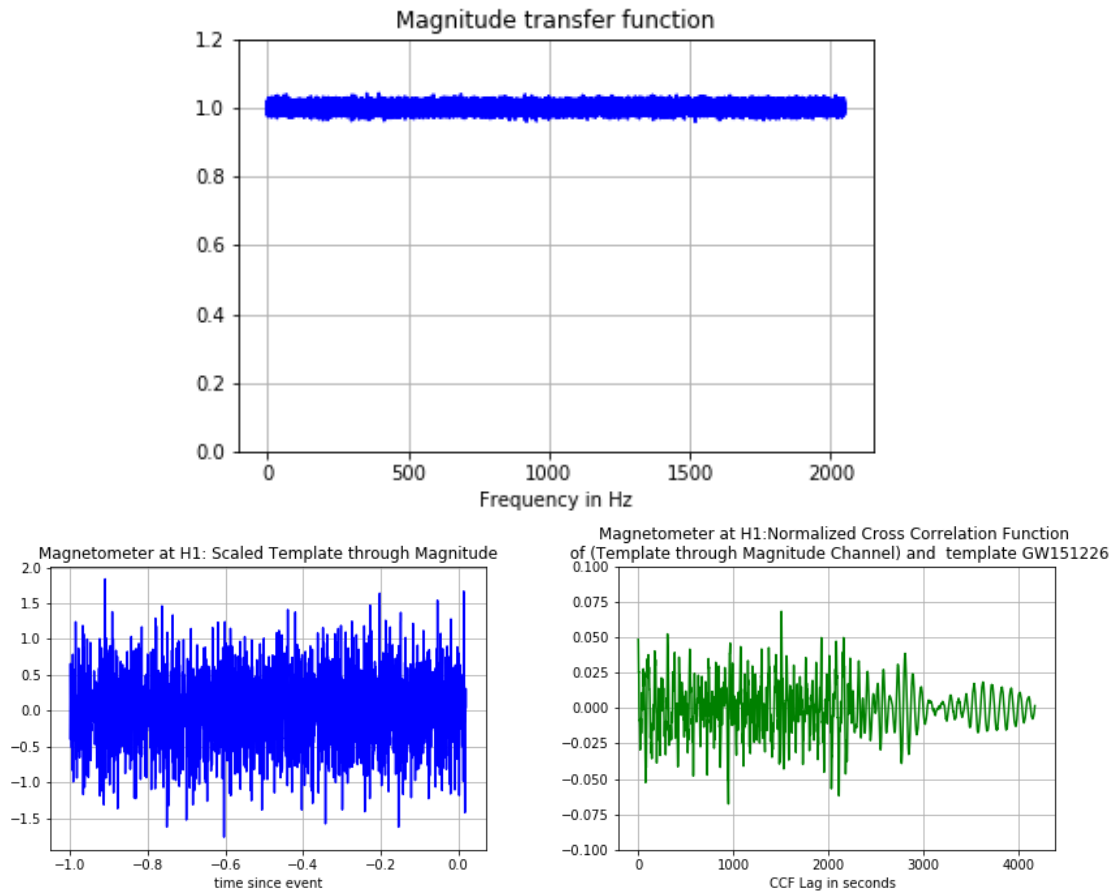 Magnitude transfer function
1.2
1.0
0.8
0.6
0.4
0.2
0.0
0 500 1000 1500 2000
Frequency in Hz
Magnetometer at H1: Scaled Template through Magnitude
2.0
1.5
1.0
0.5
0.0
−0.5
−1.0
−1.5
−1.0 −0.8 −0.6 −0.4 −0.2 0.0
time since event
Magnetometer at H1:Normalized Cross Correlation Function
of (Template through Magnitude Channel) and template GW151226
0.100
0.075
0.050
0.025
0.000
−0.025
−0.050
−0.075
−0.100
0 1000 2000 3000 4000
CCF Lag in seconds